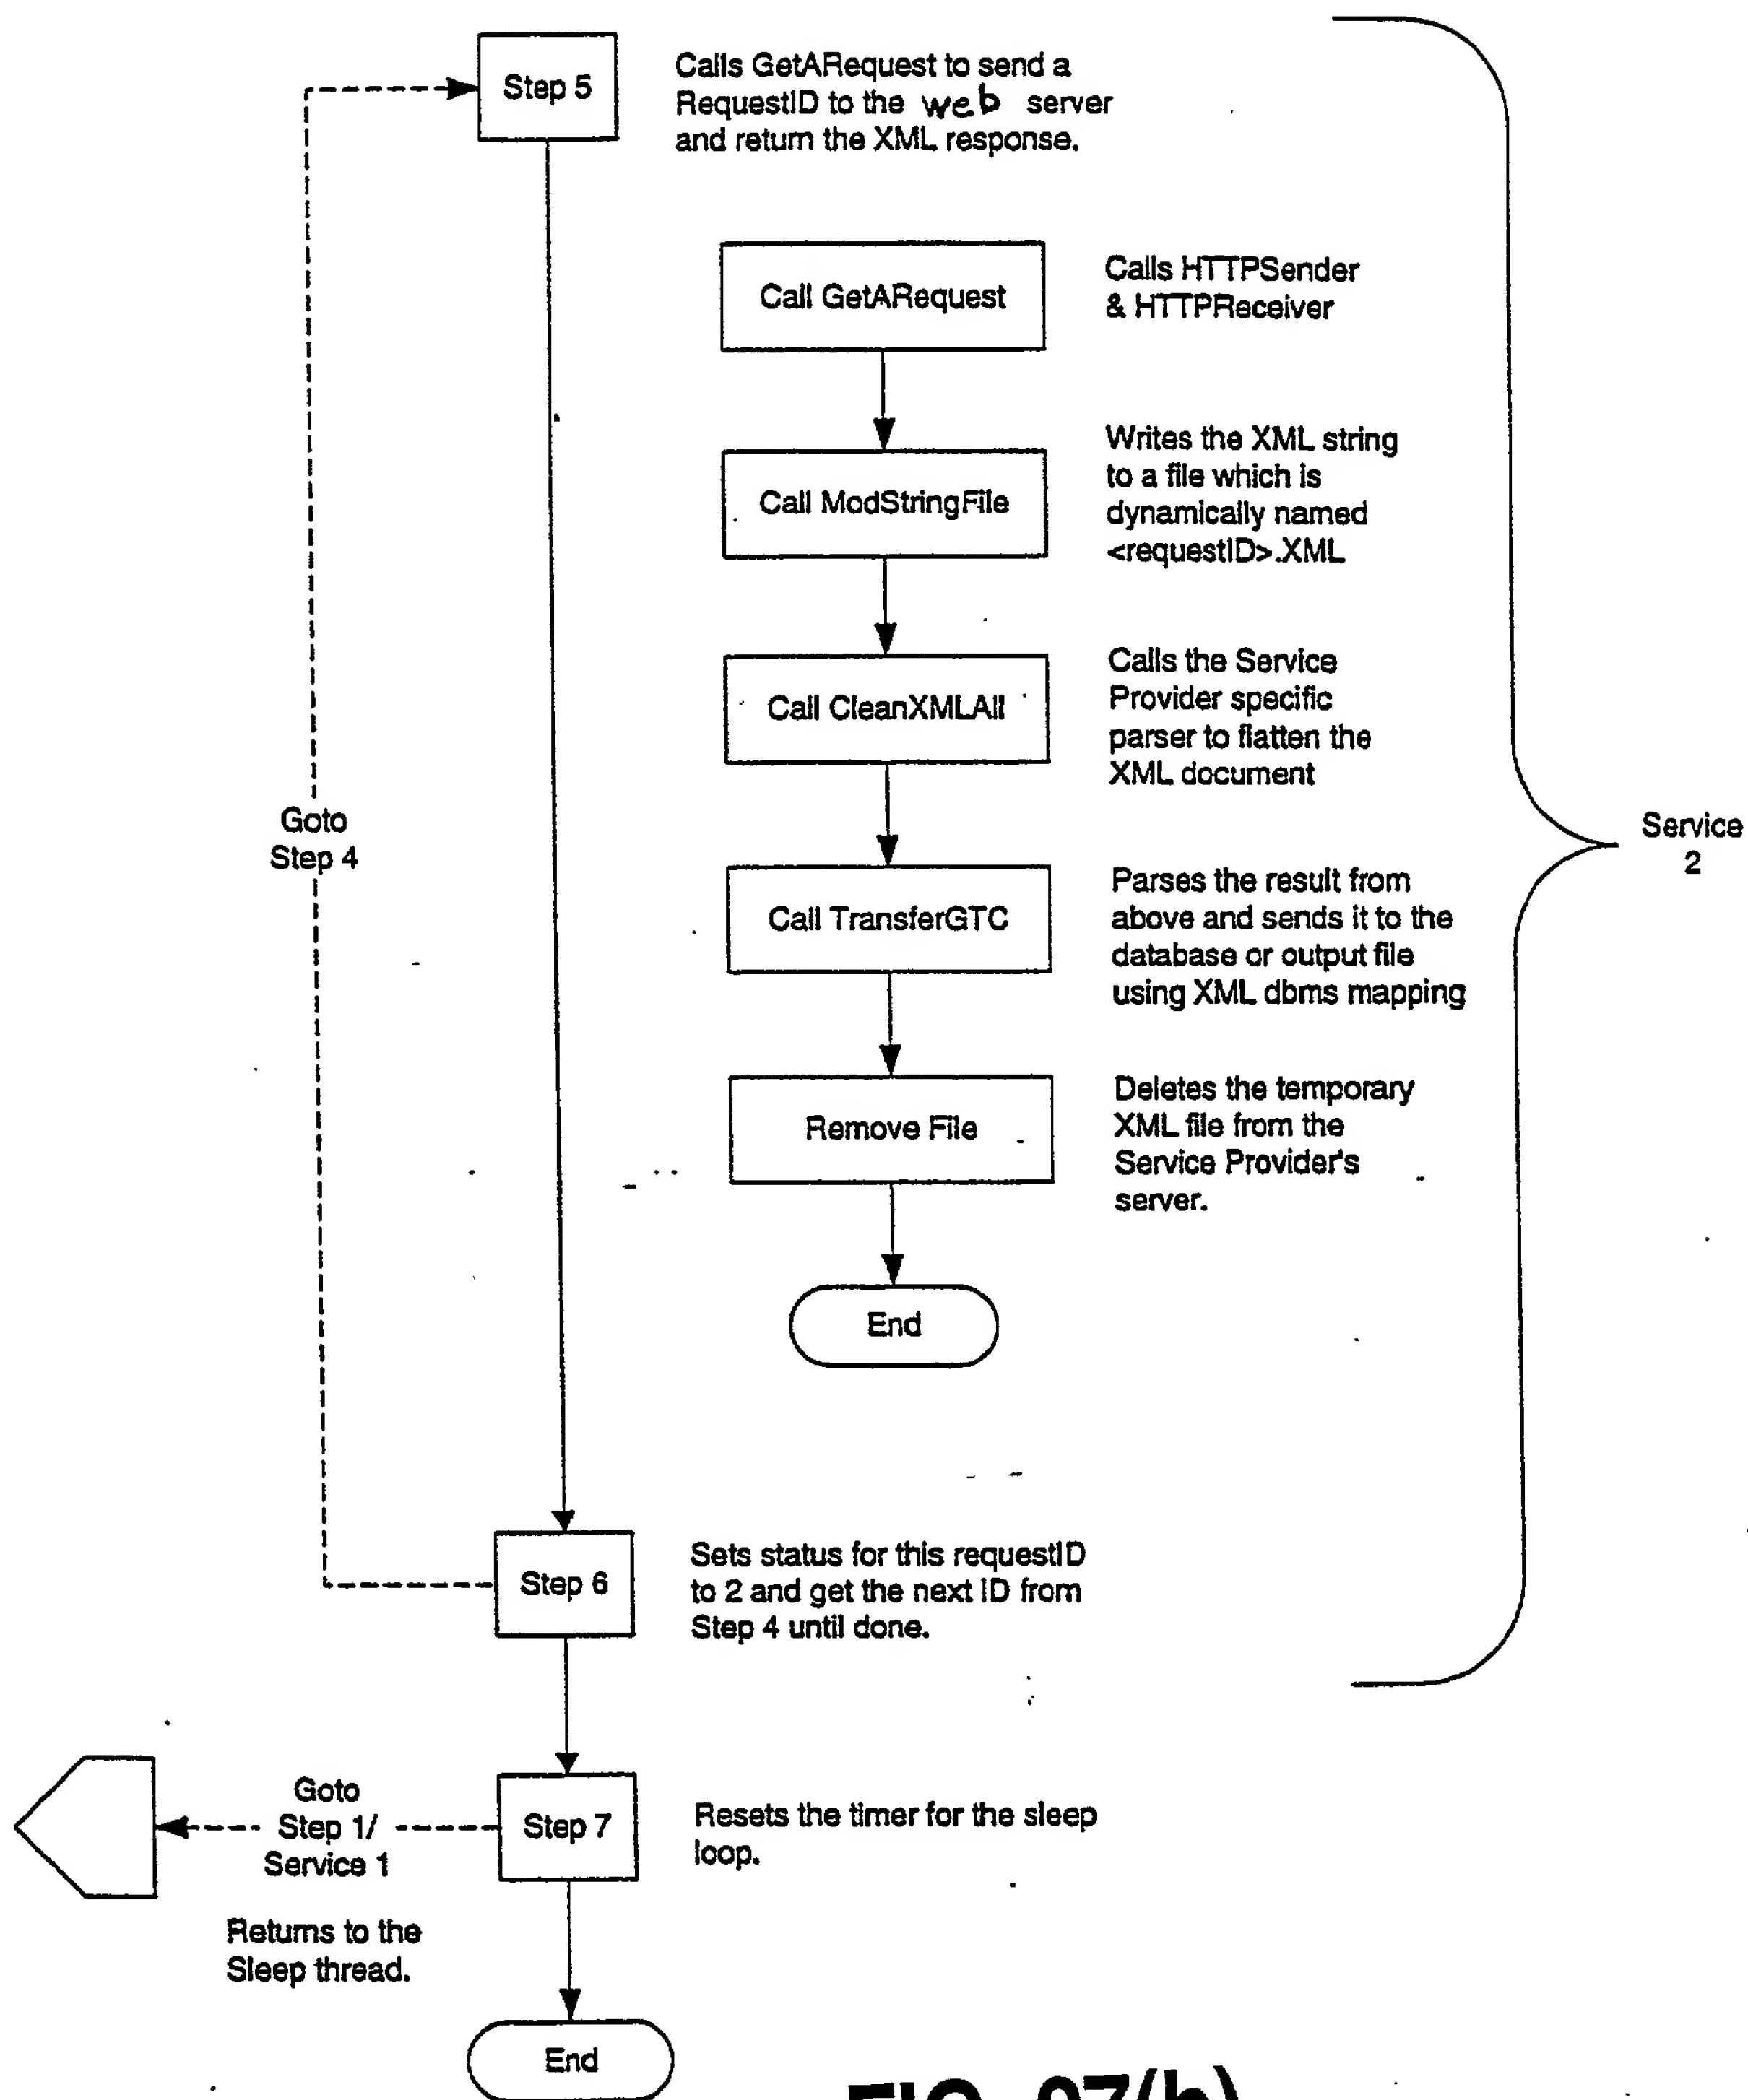 Step 5
Calls GetARequest to send a
RequestID to the web server
and return the XML response.
Call GetARequest
Calls HTTPSender
& HTTPReceiver
Call ModStringFile
Writes the XML string
to a file which is
dynamically named
<requestID>.XML
Call CleanXMLAll
Calls the Service
Provider specific
parser to flatten the
XML document
Goto
Step 4
Service
2
Call TransferGTC
Parses the result from
above and sends it to the
database or output file
using XML dbms mapping
Remove File
Deletes the temporary
XML file from the
Service Provider's
server.
End
Step 6
Sets status for this requestID
to 2 and get the next ID from
Step 4 until done.
Goto
Step 1/
Service 1
Step 7
Resets the timer for the sleep
loop.
Returns to the
Sleep thread.
End